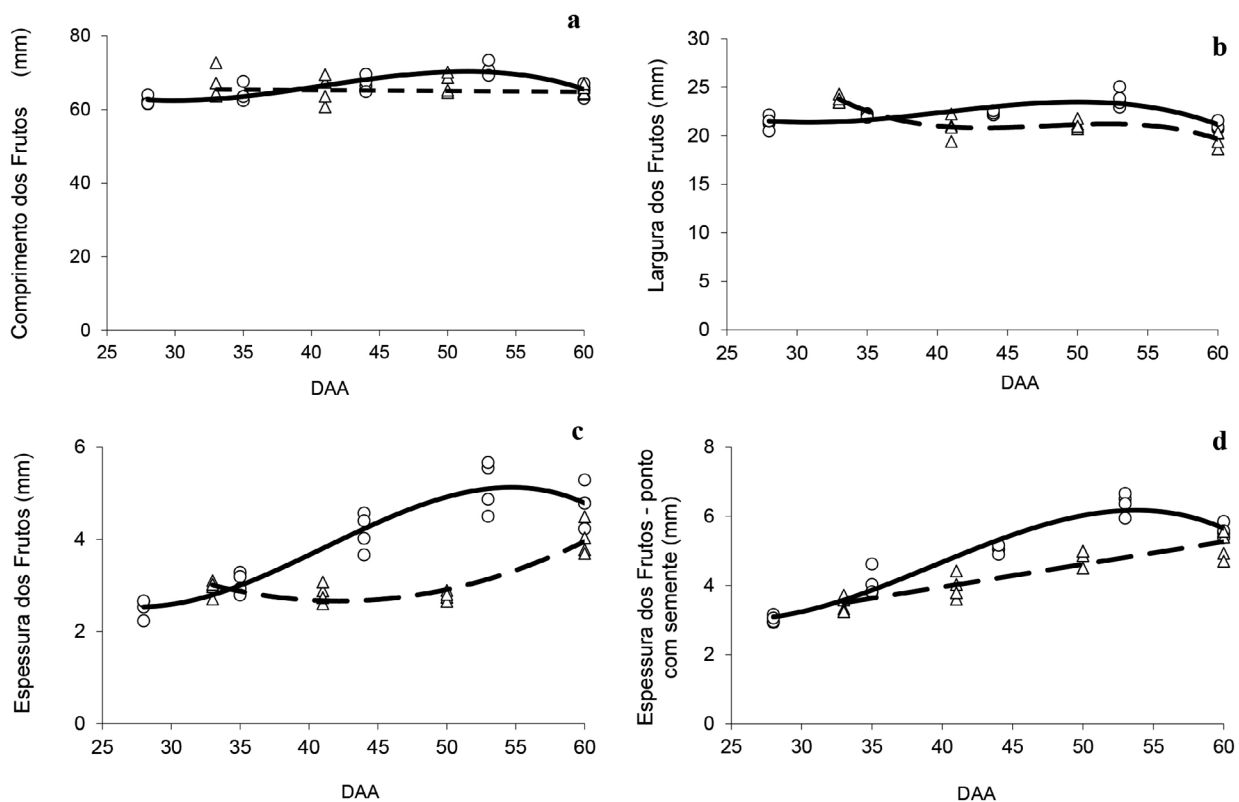 a
Comprimento dos Frutos (mm)
80
60
40
20
0
25 30 35 40 45 50 55 60
DAA
b
Largura dos Frutos (mm)
30
25
20
15
10
5
0
25 30 35 40 45 50 55 60
DAA
c
Espessura dos Frutos (mm)
6
4
2
0
25 30 35 40 45 50 55 60
DAA
d
Espessura dos Frutos - ponto
com semente (mm)
8
6
4
2
0
25 30 35 40 45 50 55 60
DAA